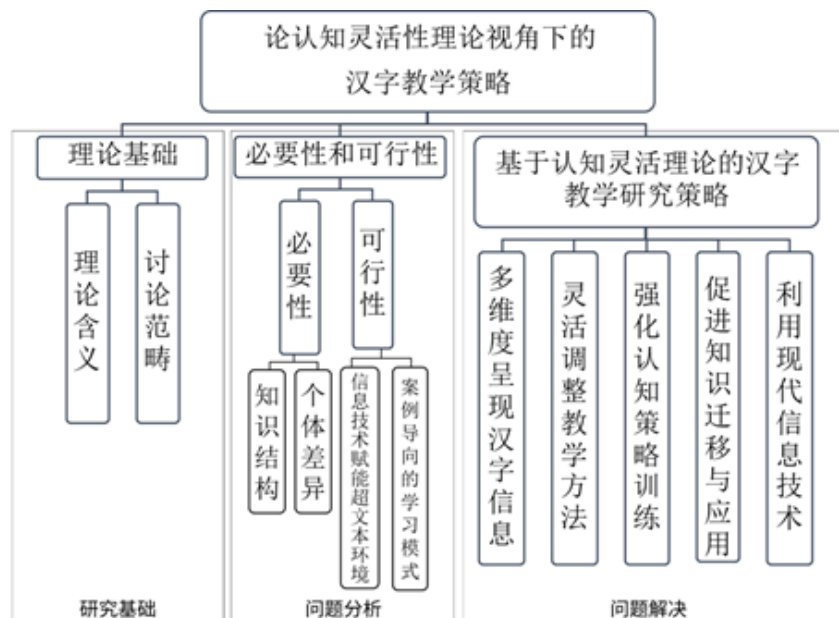 论认知灵活性理论视角下的
汉字教学策略
理论基础
必要性和可行性
基于认知灵活理论的汉字
教学研究策略
理论含义
讨论范畴
必要性
可行性
知识结构
个体差异
信息技术赋能超文本环境
案例导向的学习模式
多维度呈现汉字信息
灵活调整教学方法
强化认知策略训练
促进知识迁移与应用
利用现代信息技术
研究基础
问题分析
问题解决